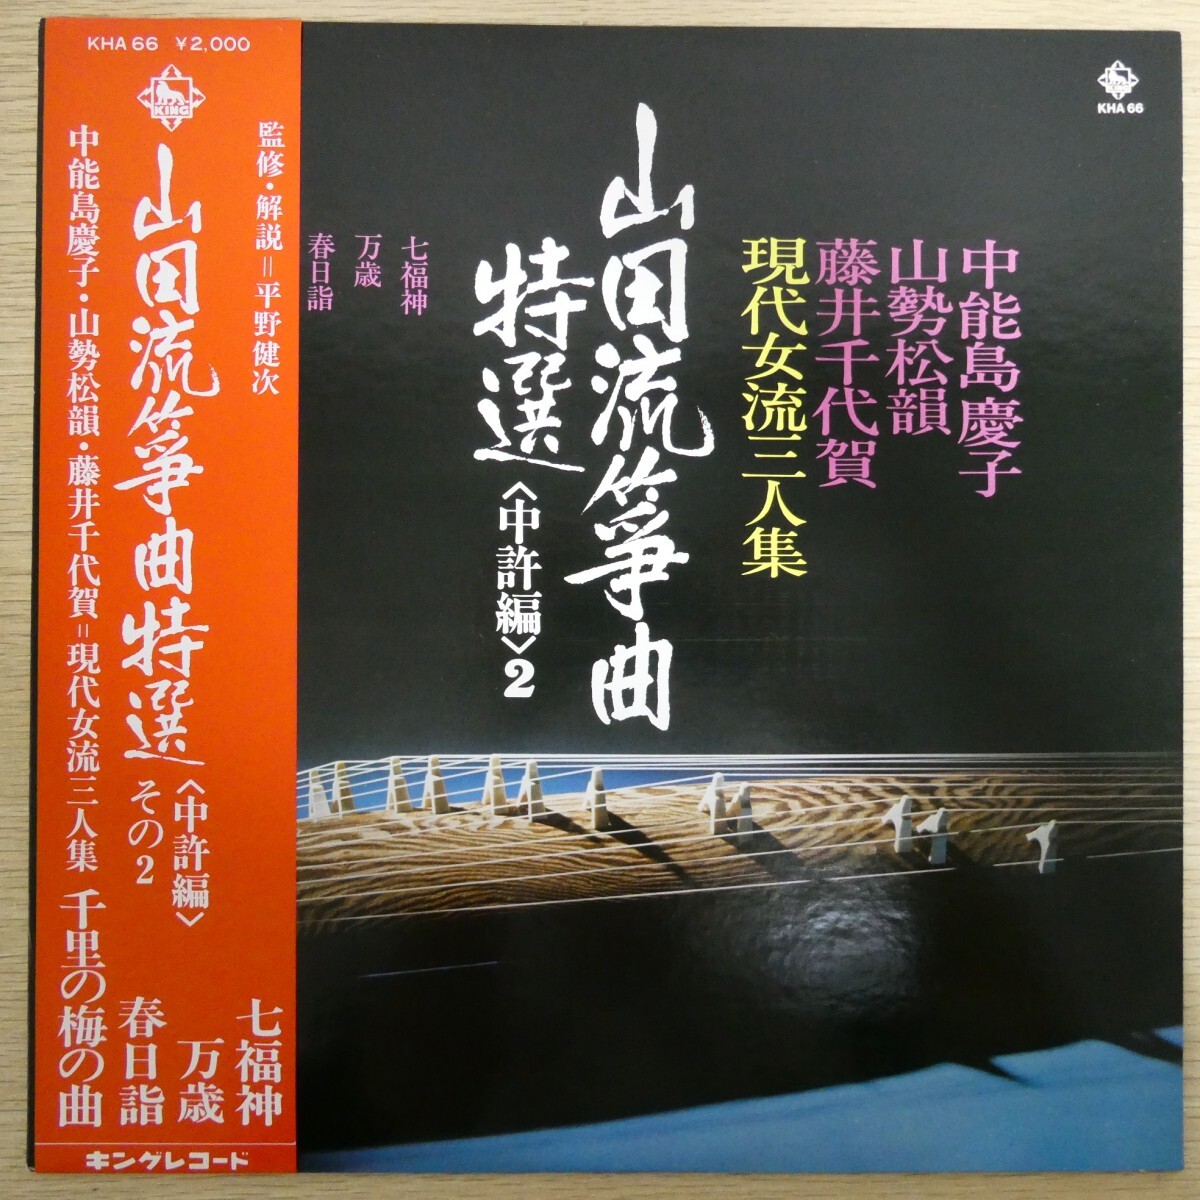 KHA 66 ¥2,000
KING
監修・解説=平野健次
山田流箏曲特選〈中許編〉その2
中能島慶子・山勢松韻・藤井千代賀=現代女流三人集
七福神
万歳
春日詣
千里の梅の曲
キングレコード
KING
KHA 66
中能島慶子
山勢松韻
藤井千代賀
現代女流三人集
山田流箏曲
特選〈中許編〉2
七福神
万歳
春日詣